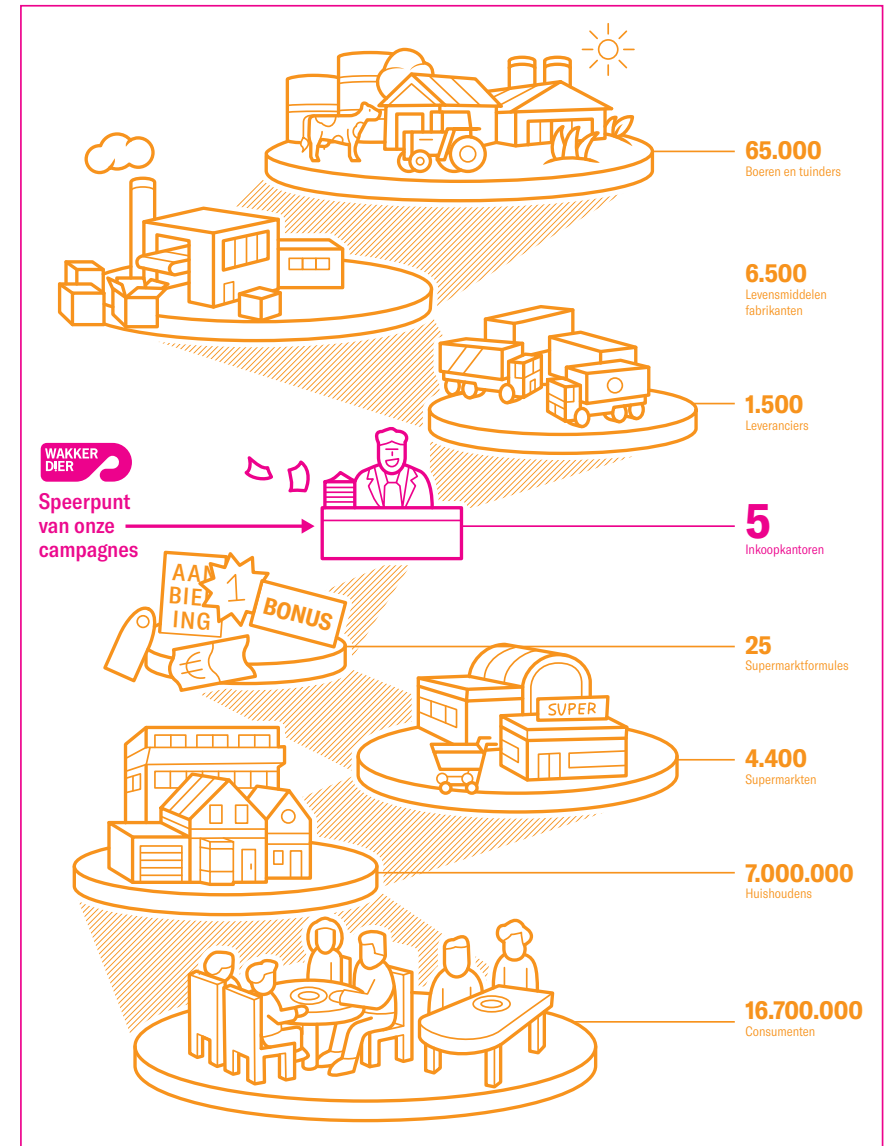 65.000
Boeren en tuinders
6.500
Levensmiddelen
fabrikanten
1.500
Leveranciers
WAKKER
DIER
Speerpunt
van onze
campagnes
5
Inkoopkantoren
AAN
BIE
ING
1
BONUS
€
25
Supermarktformules
SUPER
4.400
Supermarkten
7.000.000
Huishoudens
16.700.000
Consumenten